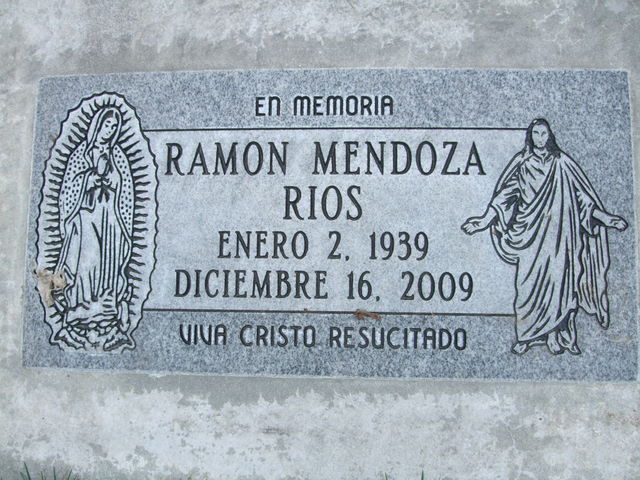 EN MEMORIA
RAMON MENDOZA
RIOS
ENERO 2, 1939
DICIEMBRE 16, 2009
VIVA CRISTO RESUCITADO